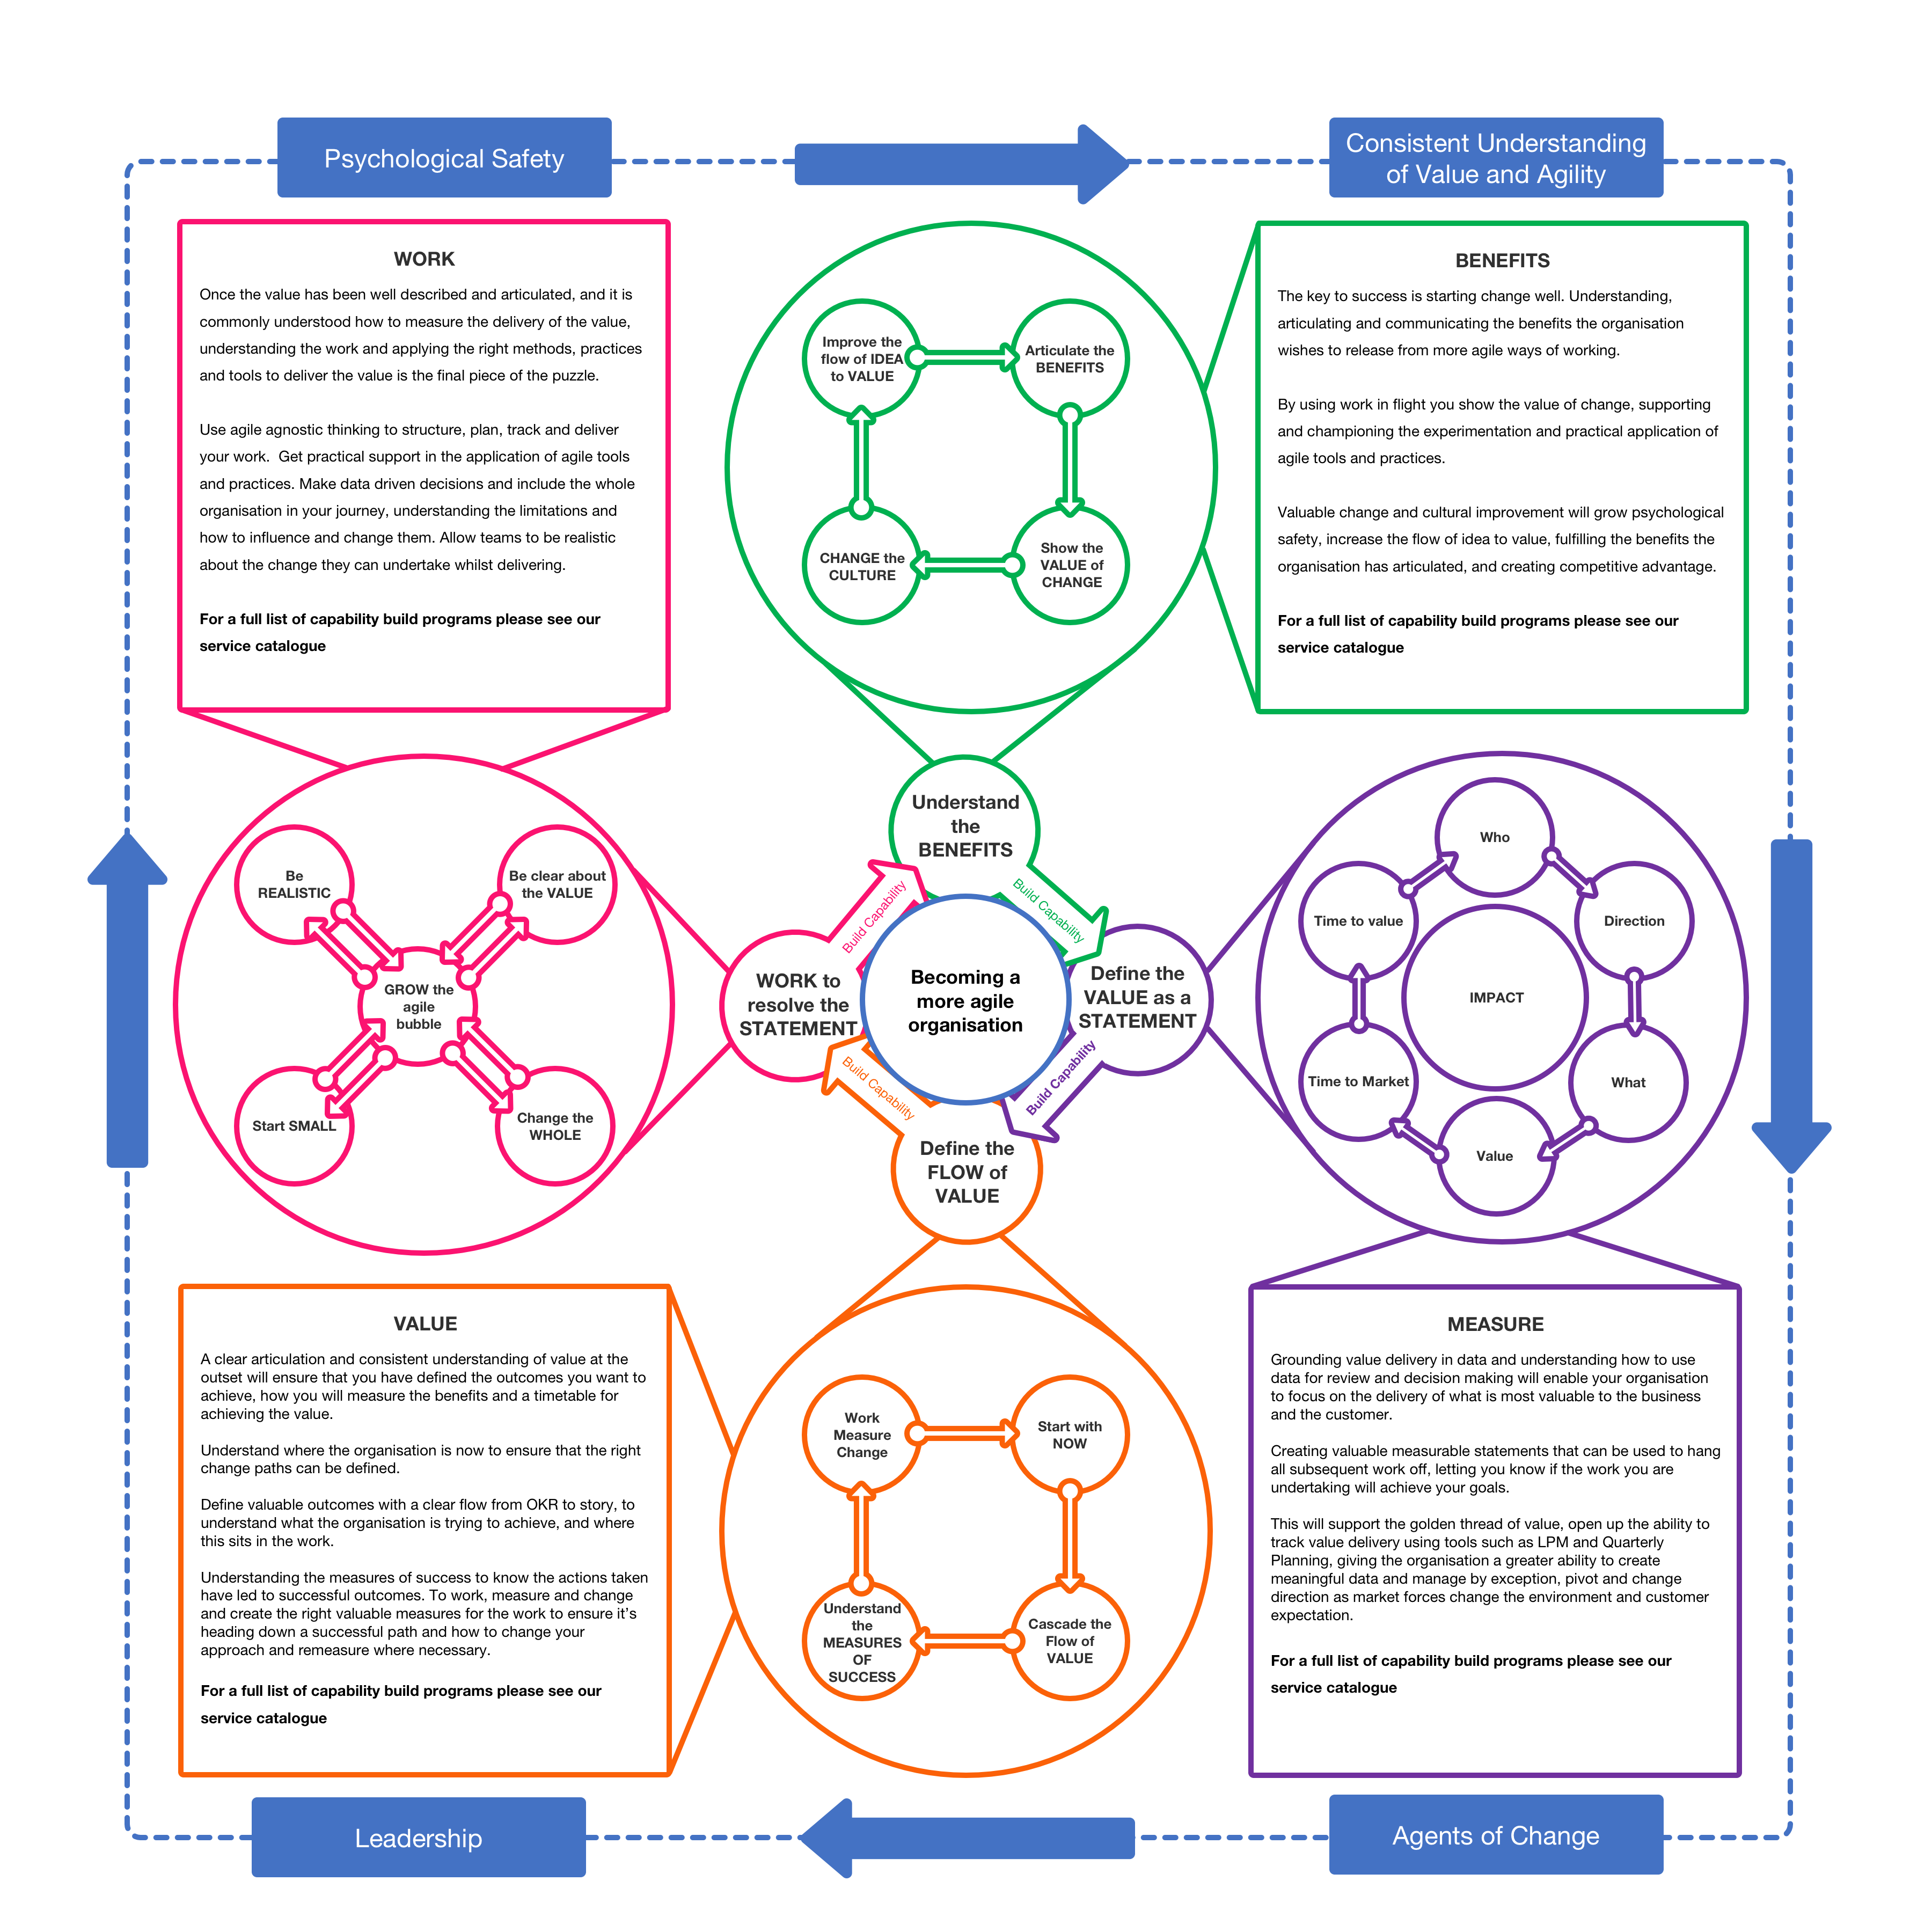 Psychological Safety
Consistent Understanding
of Value and Agility
WORK
Once the value has been well described and articulated, and it is
commonly understood how to measure the delivery of the value,
understanding the work and applying the right methods, practices
and tools to deliver the value is the final piece of the puzzle.
Use agile agnostic thinking to structure, plan, track and deliver
your work.  Get practical support in the application of agile tools
and practices. Make data driven decisions and include the whole
organisation in your journey, understanding the limitations and
how to influence and change them. Allow teams to be realistic
about the change they can undertake whilst delivering.
For a full list of capability build programs please see our
service catalogue
Improve the
flow of IDEA
to VALUE
Articulate the
BENEFITS
CHANGE the
CULTURE
Show the
VALUE of
CHANGE
BENEFITS
The key to success is starting change well. Understanding,
articulating and communicating the benefits the organisation
wishes to release from more agile ways of working.
By using work in flight you show the value of change, supporting
and championing the experimentation and practical application of
agile tools and practices.
Valuable change and cultural improvement will grow psychological
safety, increase the flow of idea to value, fulfilling the benefits the
organisation has articulated, and creating competitive advantage.
For a full list of capability build programs please see our
service catalogue
Be
REALISTIC
Be clear about
the VALUE
GROW the
agile
bubble
Start SMALL
Change the
WHOLE
Understand
the
BENEFITS
Build Capability
Build Capability
WORK to
resolve the
STATEMENT
Becoming a
more agile
organisation
Define the
VALUE as a
STATEMENT
Build Capability
Build Capability
Define the
FLOW of
VALUE
Who
Time to value
Direction
IMPACT
Time to Market
What
Value
VALUE
A clear articulation and consistent understanding of value at the
outset will ensure that you have defined the outcomes you want to
achieve, how you will measure the benefits and a timetable for
achieving the value.
Understand where the organisation is now to ensure that the right
change paths can be defined.
Define valuable outcomes with a clear flow from OKR to story, to
understand what the organisation is trying to achieve, and where
this sits in the work.
Understanding the measures of success to know the actions taken
have led to successful outcomes. To work, measure and change
and create the right valuable measures for the work to ensure it’s
heading down a successful path and how to change your
approach and remeasure where necessary.
For a full list of capability build programs please see our
service catalogue
Work
Measure
Change
Start with
NOW
Understand
the
MEASURES
OF
SUCCESS
Cascade the
Flow of
VALUE
MEASURE
Grounding value delivery in data and understanding how to use
data for review and decision making will enable your organisation
to focus on the delivery of what is most valuable to the business
and the customer.
Creating valuable measurable statements that can be used to hang
all subsequent work off, letting you know if the work you are
undertaking will achieve your goals.
This will support the golden thread of value, open up the ability to
track value delivery using tools such as LPM and Quarterly
Planning, giving the organisation a greater ability to create
meaningful data and manage by exception, pivot and change
direction as market forces change the environment and customer
expectation.
For a full list of capability build programs please see our
service catalogue
Leadership
Agents of Change